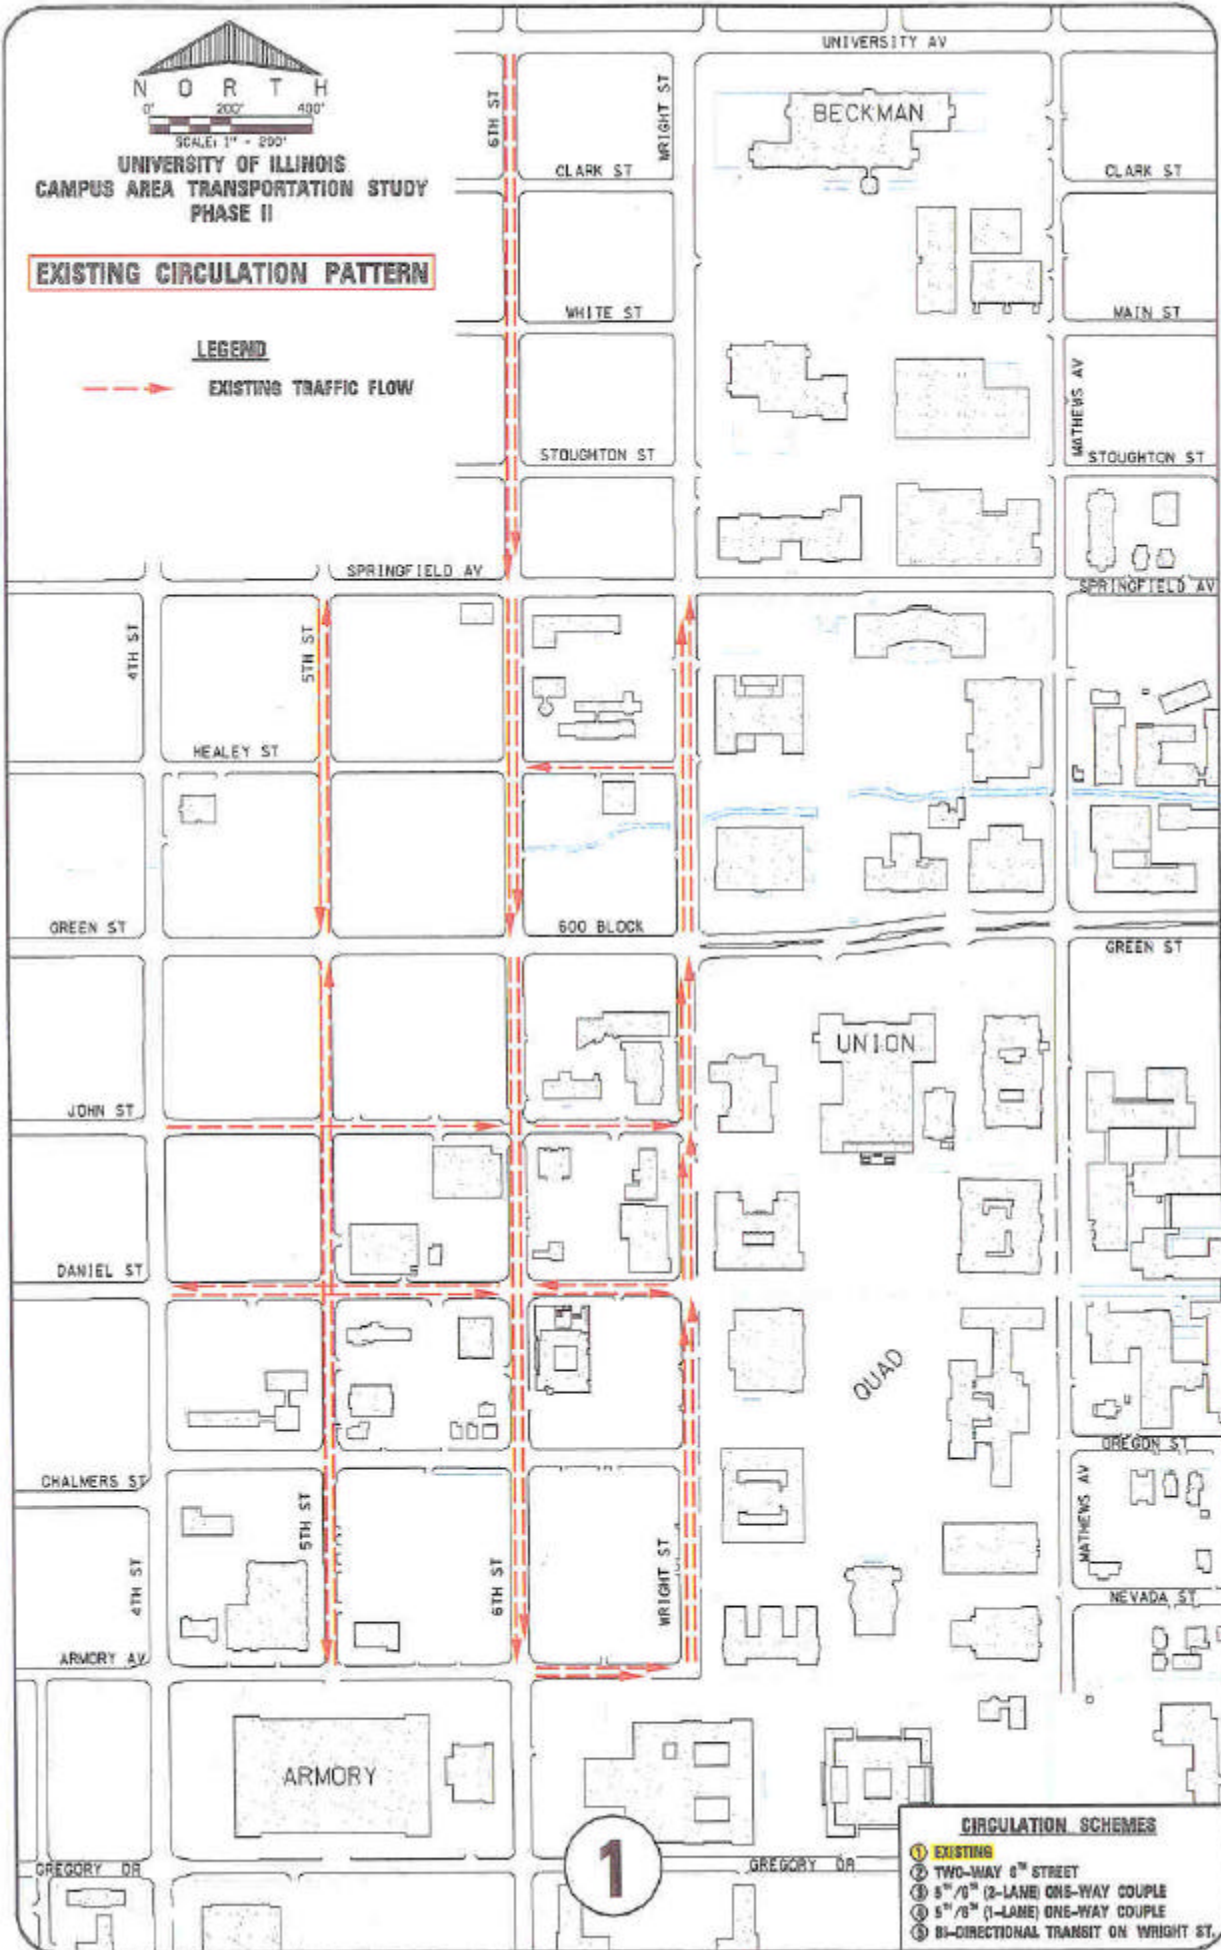 UNIVERSITY AV
N O R T H
0' 200' 400'
SCALE: 1" - 200'
UNIVERSITY OF ILLINOIS
CAMPUS AREA TRANSPORTATION STUDY
PHASE II
EXISTING CIRCULATION PATTERN
LEGEND
EXISTING TRAFFIC FLOW
6TH ST
WRIGHT ST
BECKMAN
CLARK ST
CLARK ST
WHITE ST
MAIN ST
MATHEWS AV
STOUGHTON ST
STOUGHTON ST
SPRINGFIELD AV
SPRINGFIELD AV
4TH ST
5TH ST
HEALEY ST
GREEN ST
600 BLOCK
GREEN ST
UNION
JOHN ST
DANIEL ST
QUAD
OREGON ST
CHALMERS ST
5TH ST
4TH ST
6TH ST
WRIGHT ST
MATHEWS AV
NEVADA ST
ARMORY AV
ARMORY
GREGORY DR
1
GREGORY DR
CIRCULATION SCHEMES
1 EXISTING
2 TWO-WAY 6TH STREET
3 5TH/6TH (2-LANE) ONE-WAY COUPLE
4 5TH/6TH (1-LANE) ONE-WAY COUPLE
5 BI-DIRECTIONAL TRANSIT ON WRIGHT ST.